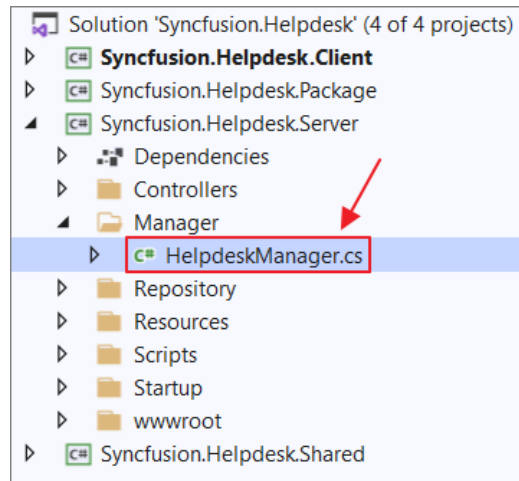 Solution 'Syncfusion.Helpdesk' (4 of 4 projects)
C# Syncfusion.Helpdesk.Client
C# Syncfusion.Helpdesk.Package
C# Syncfusion.Helpdesk.Server
Dependencies
Controllers
Manager
C# HelpdeskManager.cs
Repository
Resources
Scripts
Startup
wwwroot
C# Syncfusion.Helpdesk.Shared